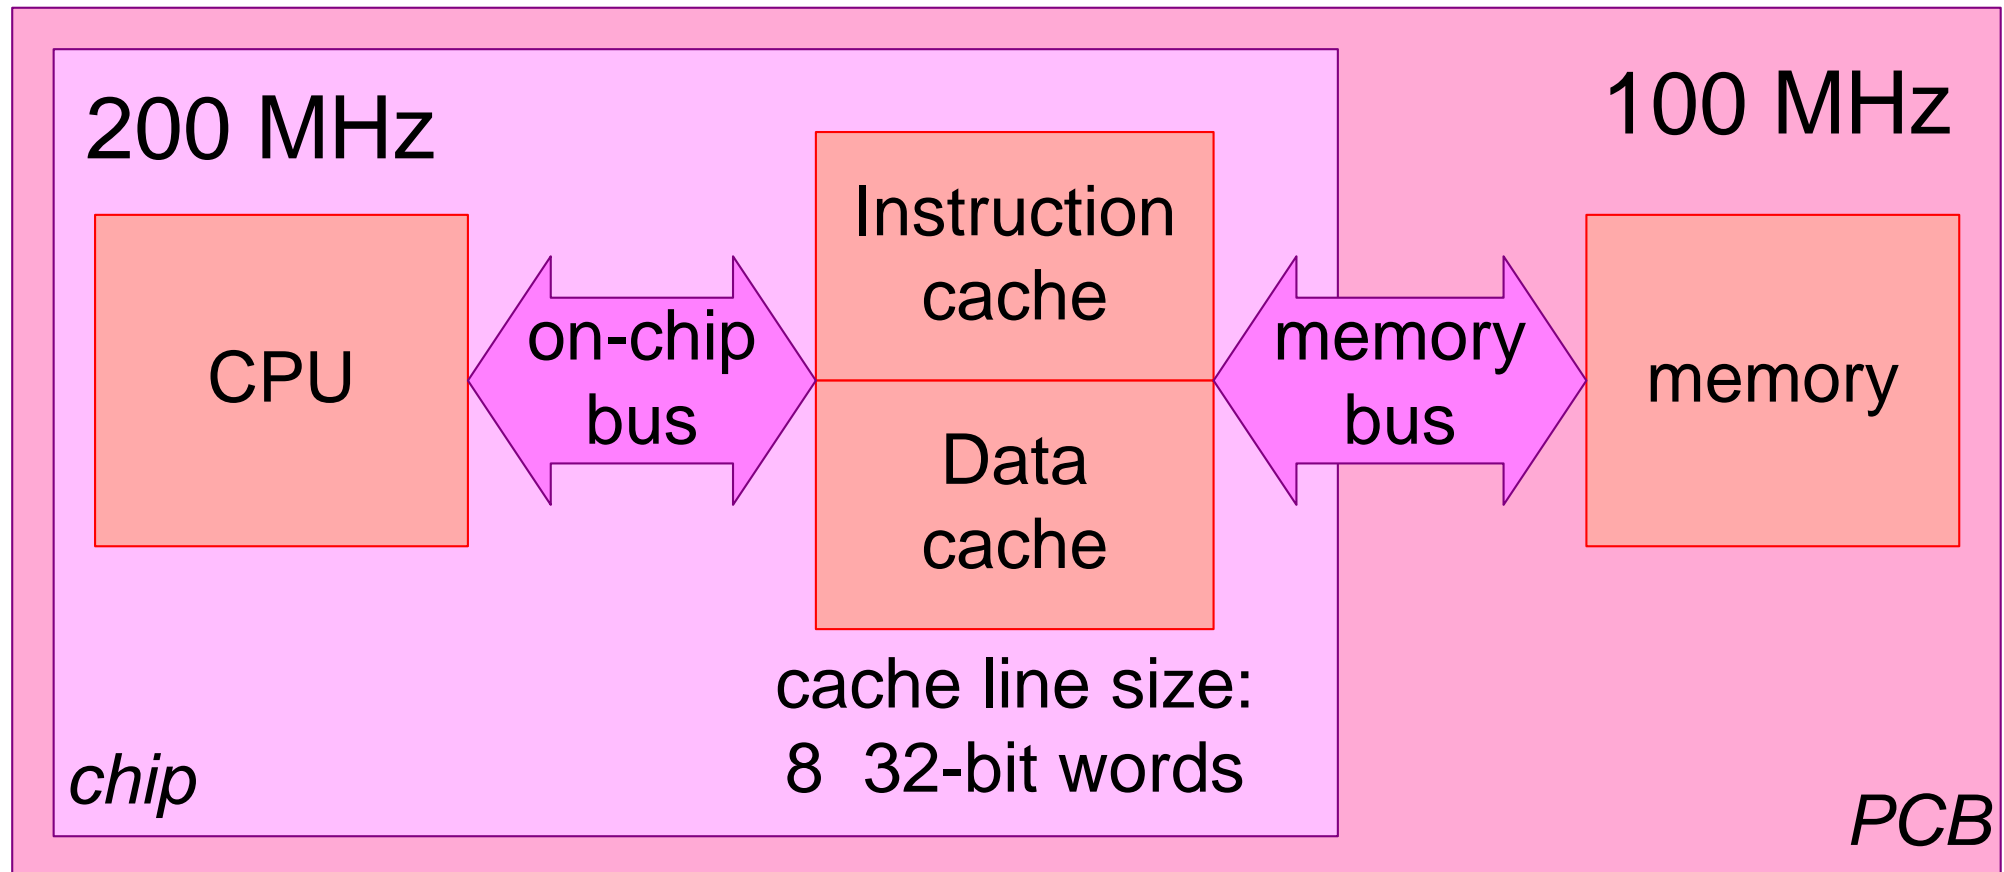 200 MHz
100 MHz
CPU
on-chip
bus
Instruction
cache
Data
cache
memory
bus
memory
cache line size:
8 32-bit words
chip
PCB